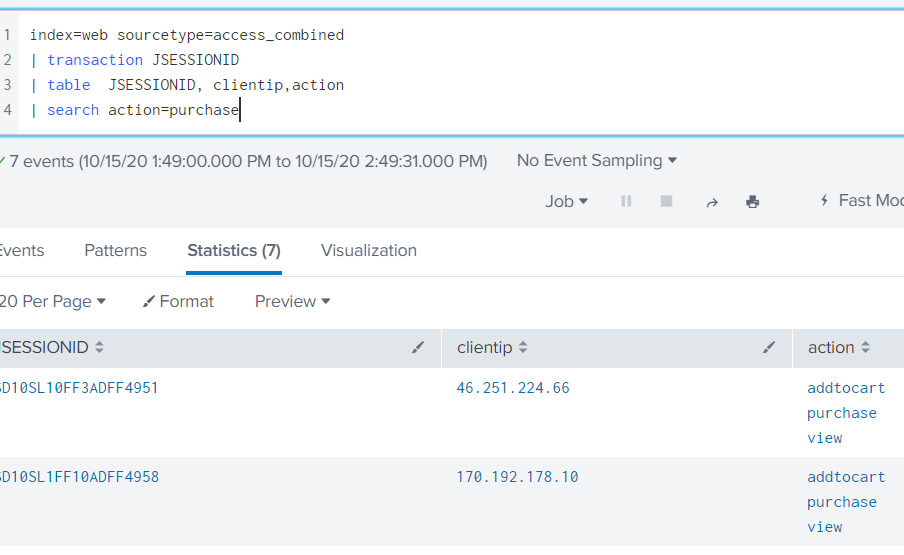 1 index=web sourcetype=access_combined
2 | transaction JSESSIONID
3 | table JSESSIONID, clientip,action
4 | search action=purchase
✓ 7 events (10/15/20 1:49:00.000 PM to 10/15/20 2:49:31.000 PM) No Event Sampling
Job Fast Mod
Events Patterns Statistics (7) Visualization
20 Per Page Format Preview
JSESSIONID clientip action
SD10SL10FF3ADFF4951 46.251.224.66 addtocart
purchase
view
SD10SL1FF10ADFF4958 170.192.178.10 addtocart
purchase
view